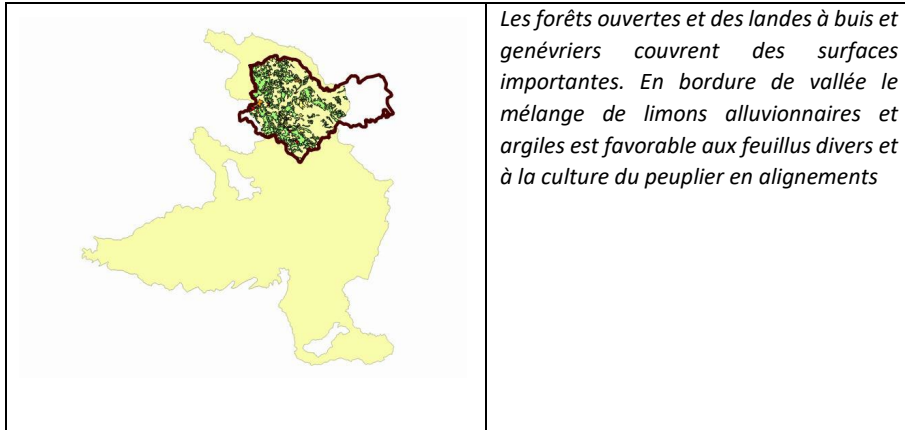 Les forêts ouvertes et des landes à buis et
genévriers couvrent des surfaces
importantes. En bordure de vallée le
mélange de limons alluvionnaires et
argiles est favorable aux feuillus divers et
à la culture du peuplier en alignements